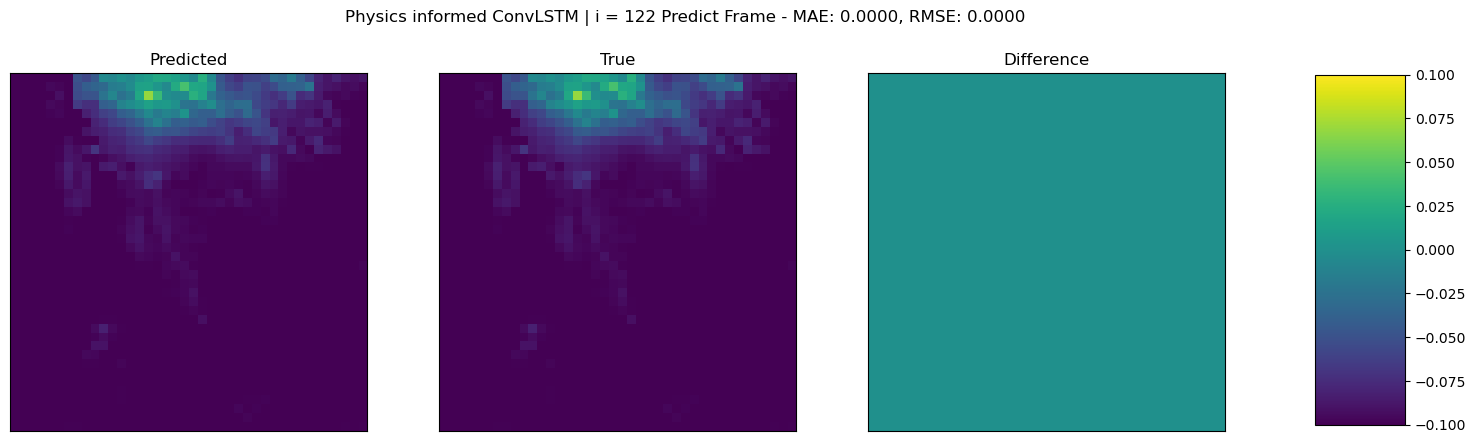 Physics informed ConvLSTM | i = 122 Predict Frame - MAE: 0.0000, RMSE: 0.0000
Predicted
True
Difference
0.100
0.075
0.050
0.025
0.000
−0.025
−0.050
−0.075
−0.100